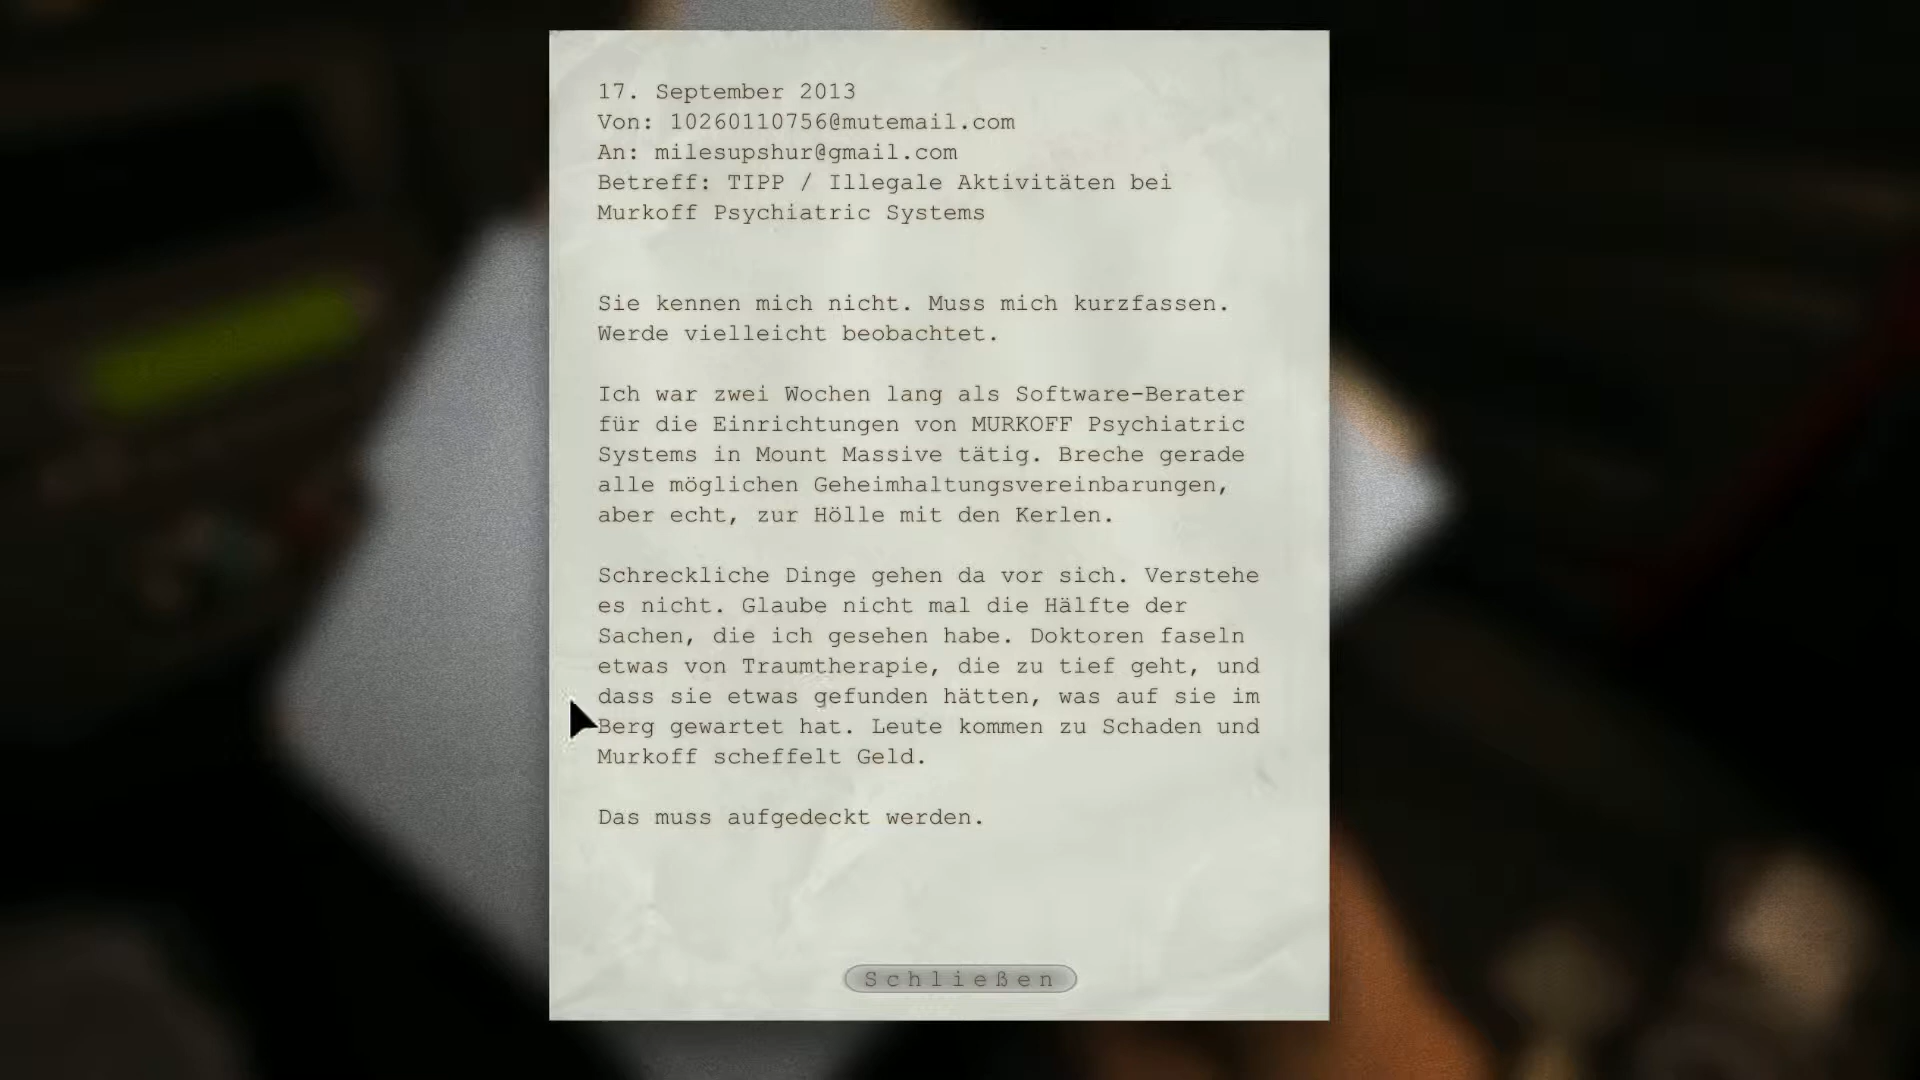 17. September 2013
Von: 10260110756@mutemail.com
An: milesupshur@gmail.com
Betreff: TIPP / Illegale Aktivitäten bei
Murkoff Psychiatric Systems
Sie kennen mich nicht. Muss mich kurzfassen.
Werde vielleicht beobachtet.
Ich war zwei Wochen lang als Software-Berater
für die Einrichtungen von MURKOFF Psychiatric
Systems in Mount Massive tätig. Breche gerade
alle möglichen Geheimhaltungsvereinbarungen,
aber echt, zur Hölle mit den Kerlen.
Schreckliche Dinge gehen da vor sich. Verstehe
es nicht. Glaube nicht mal die Hälfte der
Sachen, die ich gesehen habe. Doktoren faseln
etwas von Traumtherapie, die zu tief geht, und
dass sie etwas gefunden hätten, was auf sie im
Berg gewartet hat. Leute kommen zu Schaden und
Murkoff scheffelt Geld.
Das muss aufgedeckt werden.
Schließen